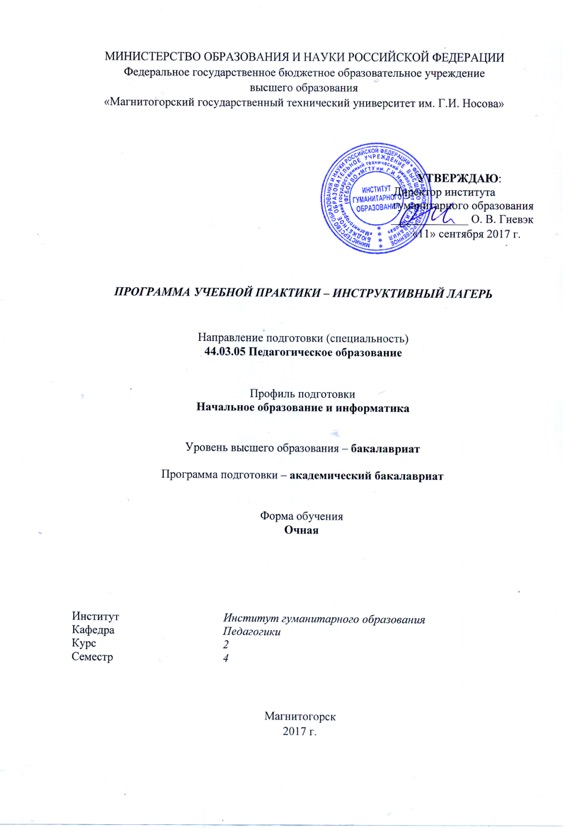 МИНИСТЕРСТВО ОБРАЗОВАНИЯ И НАУКИ РОССИЙСКОЙ ФЕДЕРАЦИИ
Федеральное государственное бюджетное образовательное учреждение
высшего образования
«Магнитогорский государственный технический университет им. Г.И. Носова»
УТВЕРЖДАЮ:
Директор института
гуманитарного образования
О. В. Гневэк
«11» сентября 2017 г.
ИНСТИТУТ
ГУМАНИТАРНОГО
ОБРАЗОВАНИЯ
ПРОГРАММА УЧЕБНОЙ ПРАКТИКИ – ИНСТРУКТИВНЫЙ ЛАГЕРЬ
Направление подготовки (специальность)
44.03.05 Педагогическое образование
Профиль подготовки
Начальное образование и информатика
Уровень высшего образования – бакалавриат
Программа подготовки – академический бакалавриат
Форма обучения
Очная
Институт Институт гуманитарного образования
Кафедра Педагогики
Курс 2
Семестр 4
Магнитогорск
2017 г.